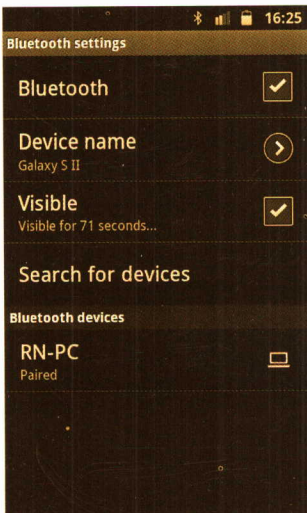 16:25
Bluetooth settings
Bluetooth
Device name
Galaxy S II
Visible
Visible for 71 seconds...
Search for devices
Bluetooth devices
RN-PC
Paired